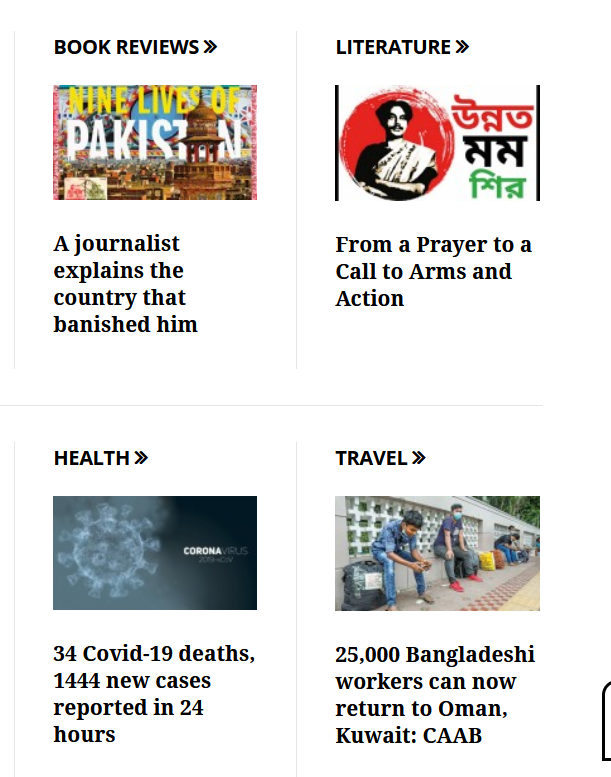 BOOK REVIEWS
NINE LIVES OF
PAKISTAN
A journalist
explains the
country that
banished him
LITERATURE
উন্নত
মম
শির
From a Prayer to a
Call to Arms and
Action
HEALTH
CORONAVIRUS
2019-nCoV
34 Covid-19 deaths,
1444 new cases
reported in 24
hours
TRAVEL
25,000 Bangladeshi
workers can now
return to Oman,
Kuwait: CAAB